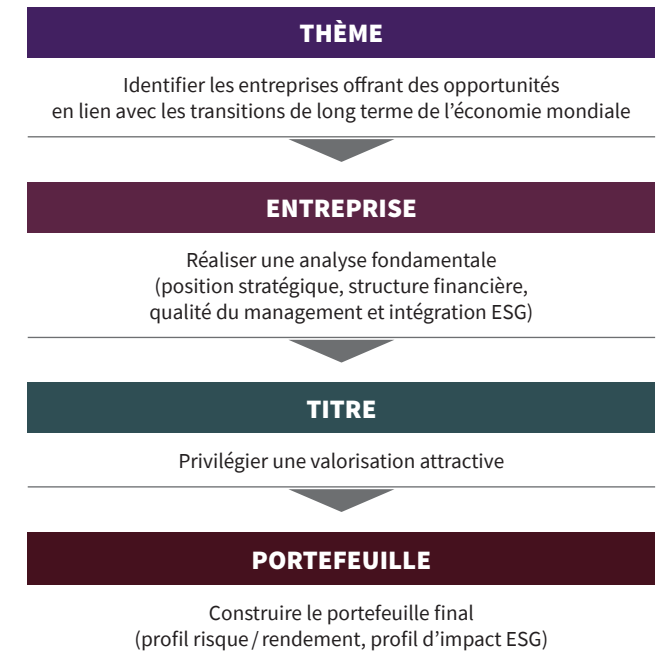 THÈME
Identifier les entreprises offrant des opportunités
en lien avec les transitions de long terme de l’économie mondiale
ENTREPRISE
Réaliser une analyse fondamentale
(position stratégique, structure financière,
qualité du management et intégration ESG)
TITRE
Privilégier une valorisation attractive
PORTEFEUILLE
Construire le portefeuille final
(profil risque / rendement, profil d’impact ESG)